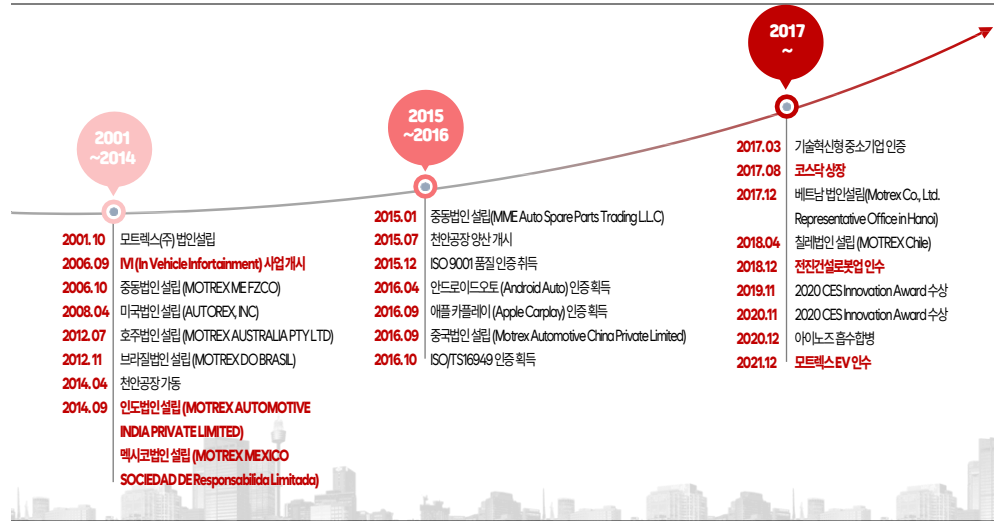 2001
~2014
2001.10 모트렉스(주) 법인설립
2006.09 IVI (In Vehicle Infortainment) 사업 개시
2006.10 중동법인 설립 (MOTREX ME FZCO)
2008.04 미국법인 설립 (AUTOREX, INC)
2012.07 호주법인 설립 (MOTREX AUSTRALIA PTY LTD)
2012.11 브라질법인 설립 (MOTREX DO BRASIL)
2014.04 천안공장 가동
2014.09 인도법인 설립 (MOTREX AUTOMOTIVE
INDIA PRIVATE LIMITED)
멕시코법인 설립 (MOTREX MEXICO
SOCIEDAD DE Responsabilida Limitada)
2015
~2016
2015.01 중동법인 설립(MME Auto Spare Parts Trading L.L.C)
2015.07 천안공장 양산 개시
2015.12 ISO 9001 품질 인증 취득
2016.04 안드로이드오토 (Android Auto) 인증 획득
2016.09 애플 카플레이 (Apple Carplay) 인증 획득
2016.09 중국법인 설립 (Motrex Automotive China Private Limited)
2016.10 ISO/TS16949 인증 획득
2017
~
2017.03 기술혁신형 중소기업 인증
2017.08 코스닥 상장
2017.12 베트남 법인설립(Motrex Co., Ltd.
Representative Office in Hanoi)
2018.04 칠레법인 설립 (MOTREX Chile)
2018.12 전진건설로봇업 인수
2019.11 2020 CES Innovation Award 수상
2020.11 2020 CES Innovation Award 수상
2020.12 아이노즈 흡수합병
2021.12 모트렉스 EV 인수